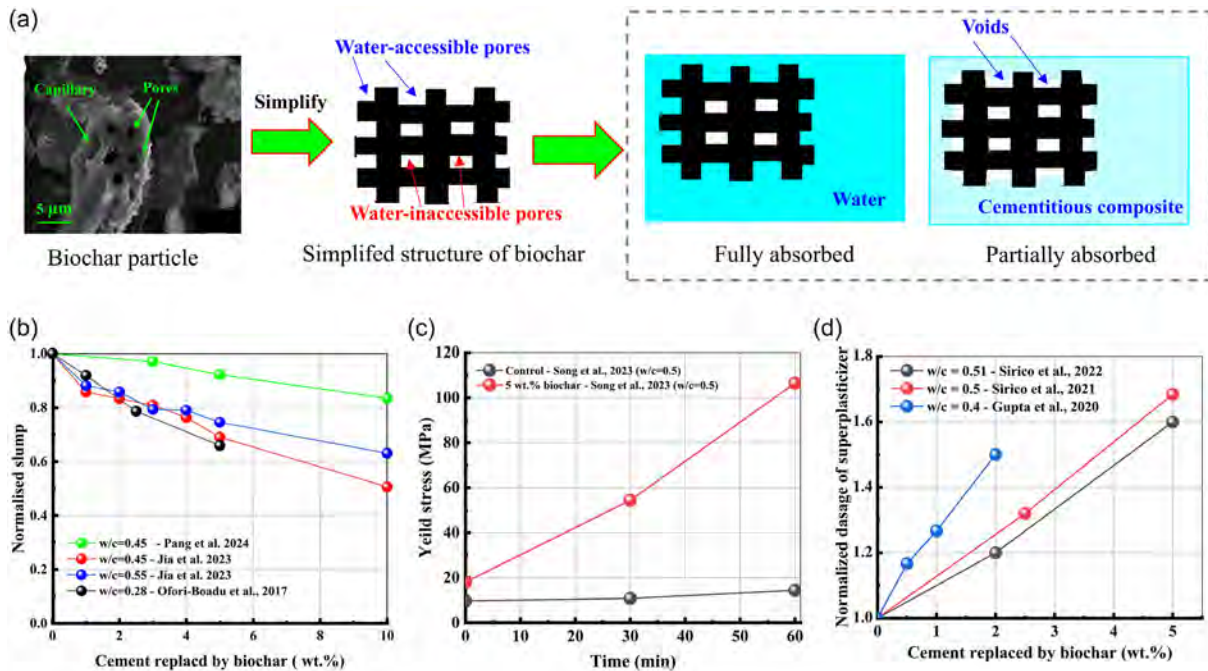 (a)
Capillary
Pores
5 µm
Biochar particle
Simplify
Water-accessible pores
Water-inaccessible pores
Simplifed structure of biochar
Water
Fully absorbed
Voids
Cementitious composite
Partially absorbed
(b)
Normalised slump
1.0
0.8
0.6
0.4
0.2
0.0
w/c=0.45 - Pang et al. 2024
w/c=0.45 - Jia et al. 2023
w/c=0.55 - Jia et al. 2023
w/c=0.28 - Ofori-Boadu et al., 2017
0 2 4 6 8 10
Cement replaced by biochar ( wt.%)
(c)
Yeild stress (MPa)
120
100
80
60
40
20
0
Control - Song et al., 2023 (w/c=0.5)
5 wt.% biochar - Song et al., 2023 (w/c=0.5)
0 10 20 30 40 50 60
Time (min)
(d)
Normalized dasage of superplasticizer
1.8
1.6
1.4
1.2
1.0
w/c = 0.51 - Sirico et al., 2022
w/c = 0.5 - Sirico et al., 2021
w/c = 0.4 - Gupta et al., 2020
0 1 2 3 4 5
Cement replaced by biochar (wt.%)